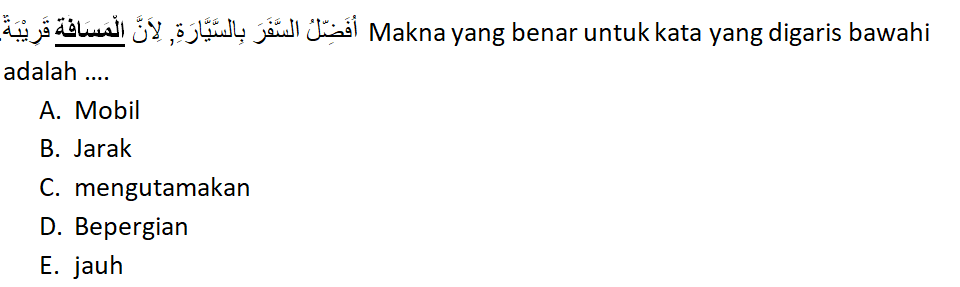 أُفَضِّلُ السَّفَرَ بِالسَّيَّارَةِ, لِاَنَّ الْمَسَافَة قَرِيْبَةٌ. Makna yang benar untuk kata yang digaris bawahi
adalah ....
A. Mobil
B. Jarak
C. mengutamakan
D. Bepergian
E. jauh